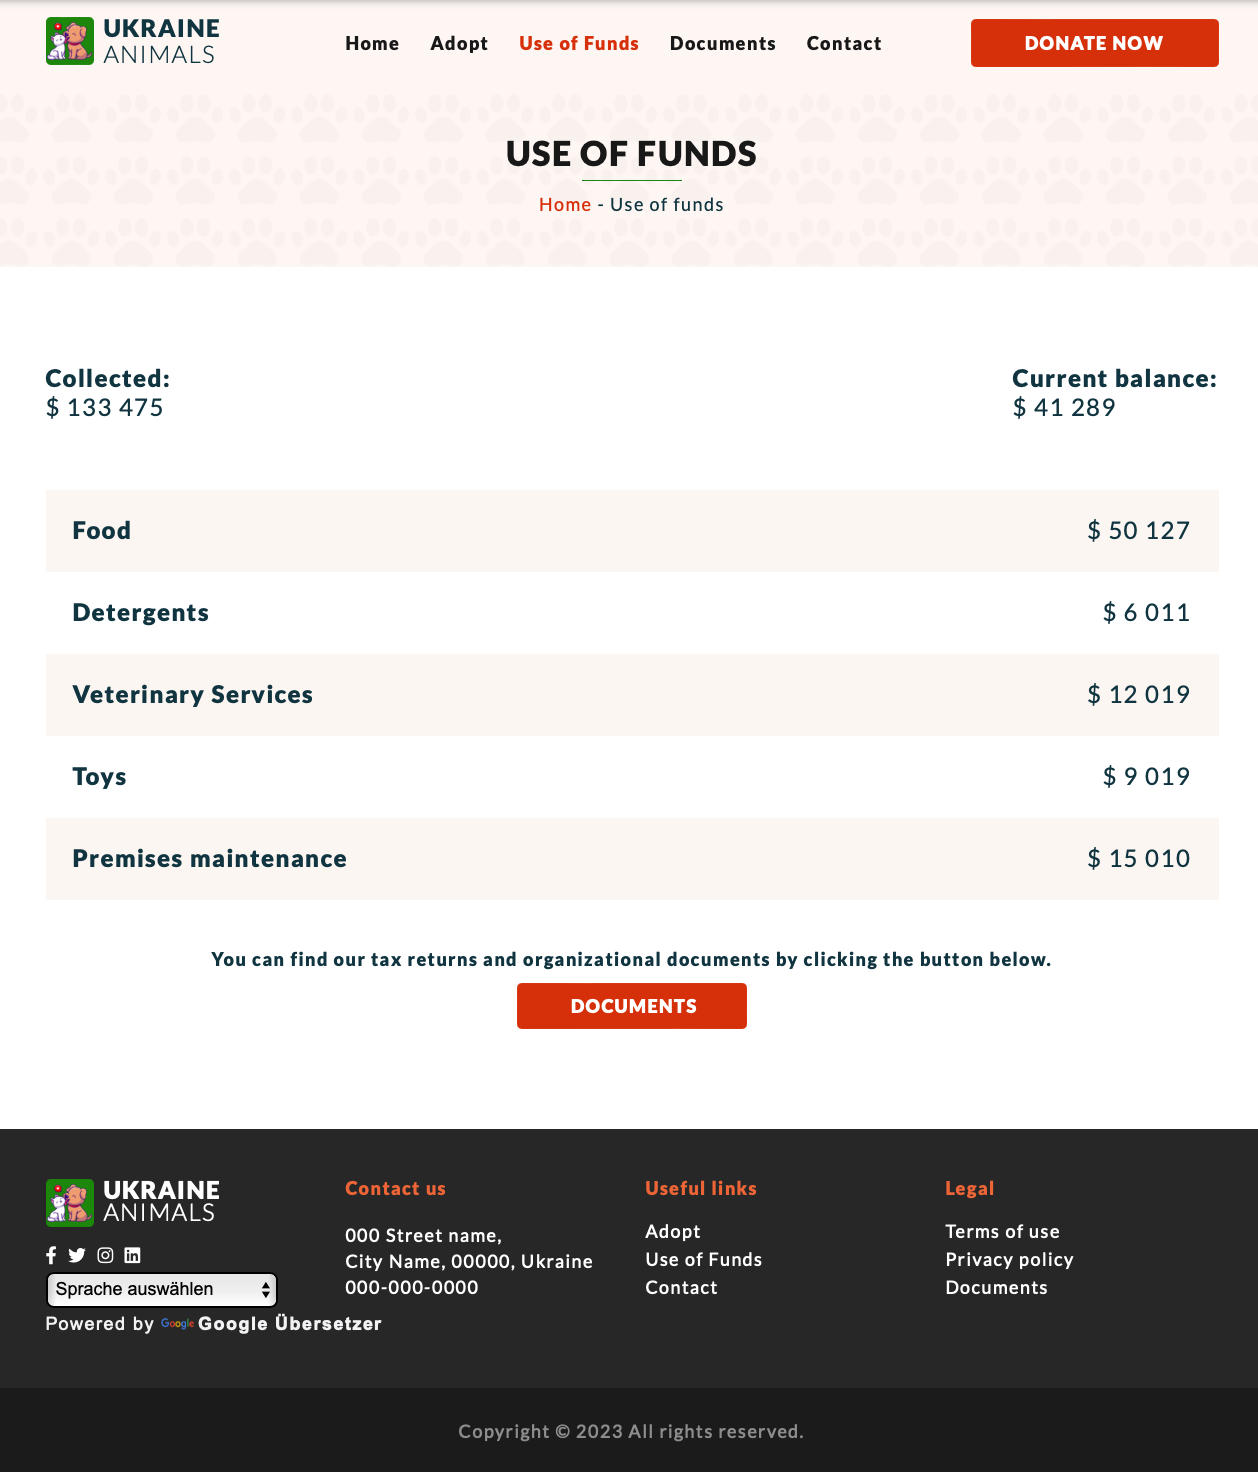 UKRAINE
ANIMALS
Home Adopt Use of Funds Documents Contact
DONATE NOW
USE OF FUNDS
Home - Use of funds
Collected:
$ 133 475
Current balance:
$ 41 289
Food $ 50 127
Detergents $ 6 011
Veterinary Services $ 12 019
Toys $ 9 019
Premises maintenance $ 15 010
You can find our tax returns and organizational documents by clicking the button below.
DOCUMENTS
UKRAINE
ANIMALS
Sprache auswählen
Powered by Google Google Übersetzer
Contact us
000 Street name,
City Name, 00000, Ukraine
000-000-0000
Useful links
Adopt
Use of Funds
Contact
Legal
Terms of use
Privacy policy
Documents
Copyright © 2023 All rights reserved.